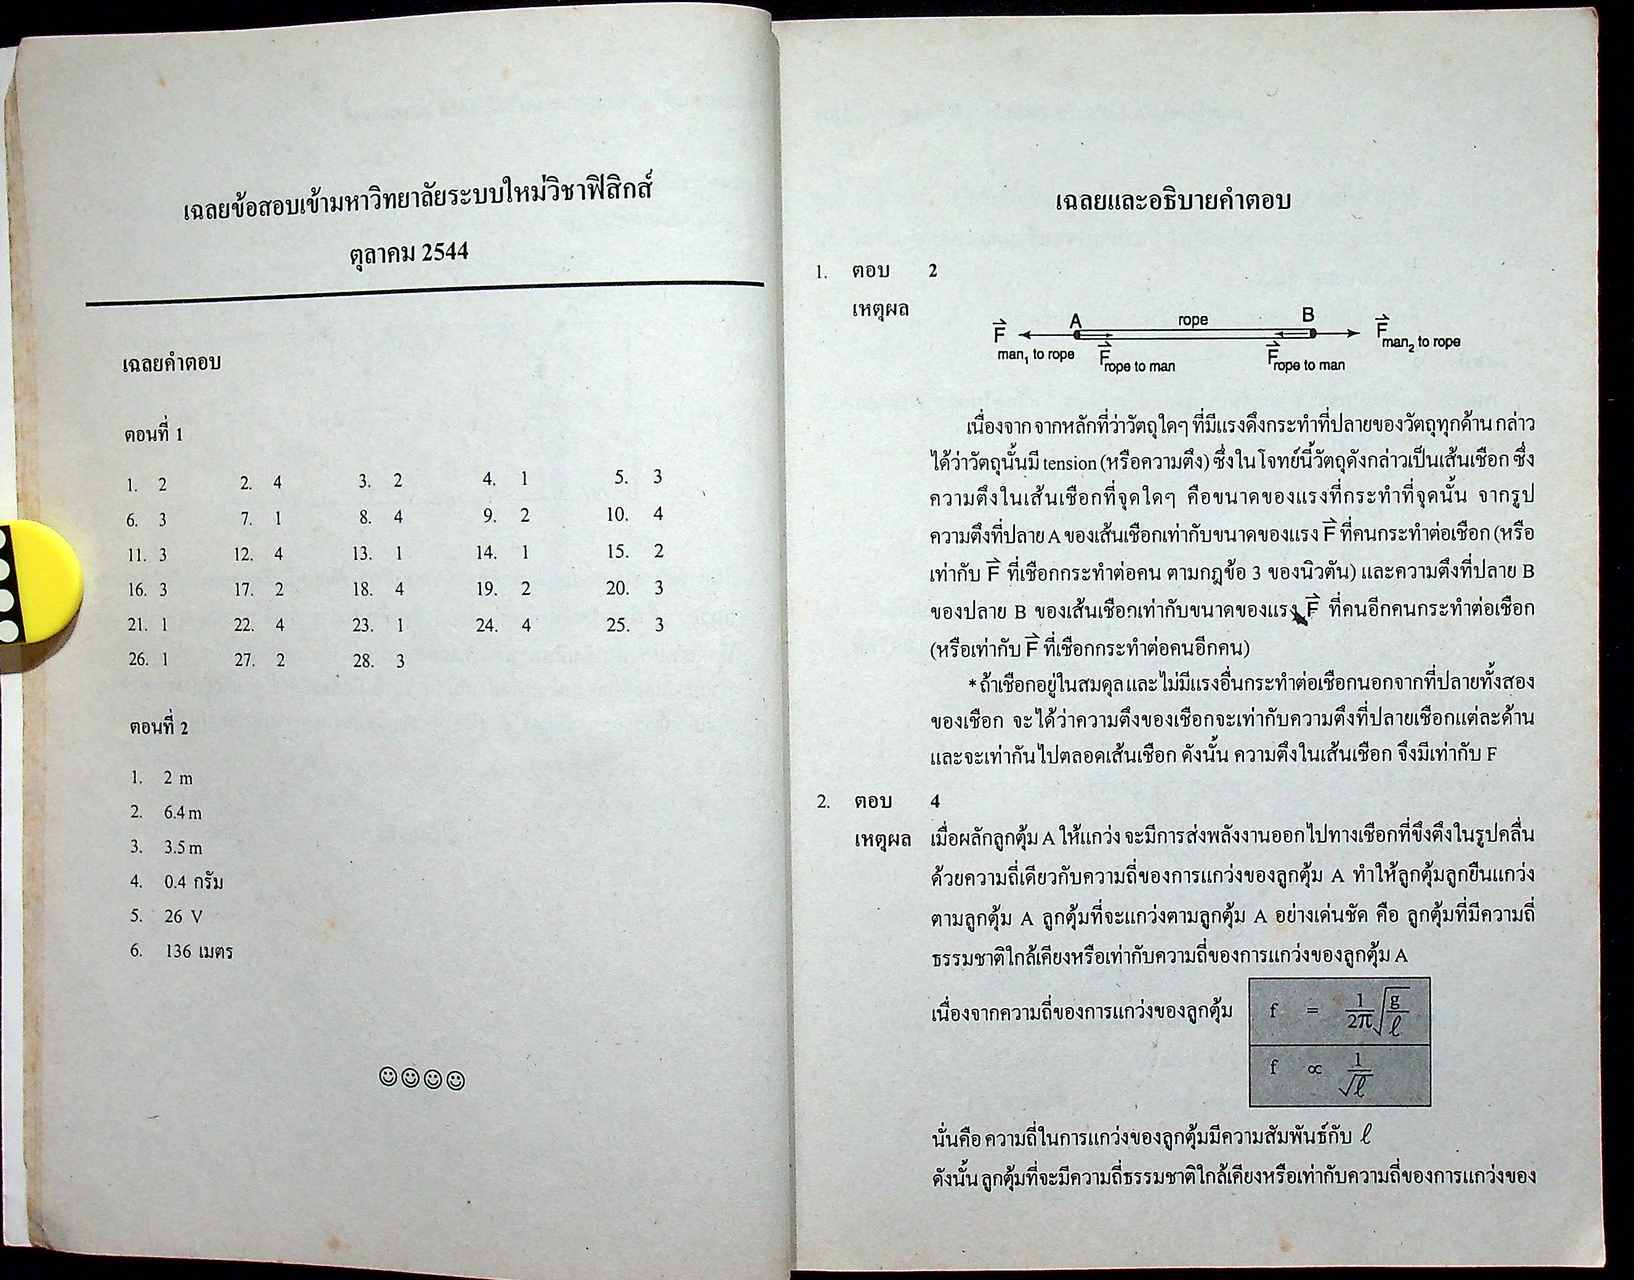 เฉลยข้อสอบเข้ามหาวิทยาลัยระบบใหม่วิชาฟิสิกส์
ตุลาคม 2544
เฉลยคำตอบ
ตอนที่ 1
1. 2 2. 4 3. 2 4. 1 5. 3
6. 3 7. 1 8. 4 9. 2 10. 4
11. 3 12. 4 13. 1 14. 1 15. 2
16. 3 17. 2 18. 4 19. 2 20. 3
21. 1 22. 4 23. 1 24. 4 25. 3
26. 1 27. 2 28. 3
ตอนที่ 2
1. 2 m
2. 6.4 m
3. 3.5 m
4. 0.4 กรัม
5. 26 V
6. 136 เมตร
เฉลยและอธิบายคำตอบ
1. ตอบ 2
เหตุผล
A rope B
F man₁ to rope F rope to man F rope to man F man₂ to rope
เนื่องจาก จากหลักที่ว่าวัตถุใดๆ ที่มีแรงดึงกระทำที่ปลายของวัตถุทุกด้าน กล่าว
ได้ว่าวัตถุนั้นมี tension (หรือความตึง) ซึ่งในโจทย์นี้วัตถุดังกล่าวเป็นเส้นเชือก ซึ่ง
ความตึงในเส้นเชือกที่จุดใดๆ คือขนาดของแรงที่กระทำที่จุดนั้น จากรูป
ความตึงที่ปลาย A ของเส้นเชือกเท่ากับขนาดของแรง F⃗ ที่คนกระทำต่อเชือก (หรือ
เท่ากับ F⃗ ที่เชือกกระทำต่อคน ตามกฎข้อ 3 ของนิวตัน) และความตึงที่ปลาย B
ของปลาย B ของเส้นเชือกเท่ากับขนาดของแรง F⃗ ที่คนอีกคนกระทำต่อเชือก
(หรือเท่ากับ F⃗ ที่เชือกกระทำต่อคนอีกคน)
* ถ้าเชือกอยู่ในสมดุล และไม่มีแรงอื่นกระทำต่อเชือกนอกจากที่ปลายทั้งสอง
ของเชือก จะได้ว่าความตึงของเชือกจะเท่ากับความตึงที่ปลายเชือกแต่ละด้าน
และจะเท่ากันไปตลอดเส้นเชือก ดังนั้น ความตึงในเส้นเชือก จึงมีเท่ากับ F
2. ตอบ 4
เหตุผล เมื่อผลักลูกตุ้ม A ให้แกว่ง จะมีการส่งพลังงานออกไปทางเชือกที่ขึงตึงในรูปคลื่น
ด้วยความถี่เดียวกับความถี่ของการแกว่งของลูกตุ้ม A ทำให้ลูกตุ้มลูกอื่นแกว่ง
ตามลูกตุ้ม A ลูกตุ้มที่จะแกว่งตามลูกตุ้ม A อย่างเด่นชัด คือ ลูกตุ้มที่มีความถี่
ธรรมชาติใกล้เคียงหรือเท่ากับความถี่ของการแกว่งของลูกตุ้ม A
เนื่องจากความถี่ของการแกว่งของลูกตุ้ม f = 1/2π √(g/ℓ)
f ∝ 1/√ℓ
นั่นคือ ความถี่ในการแกว่งของลูกตุ้มมีความสัมพันธ์กับ ℓ
ดังนั้น ลูกตุ้มที่จะมีความถี่ธรรมชาติใกล้เคียงหรือเท่ากับความถี่ของการแกว่งของ